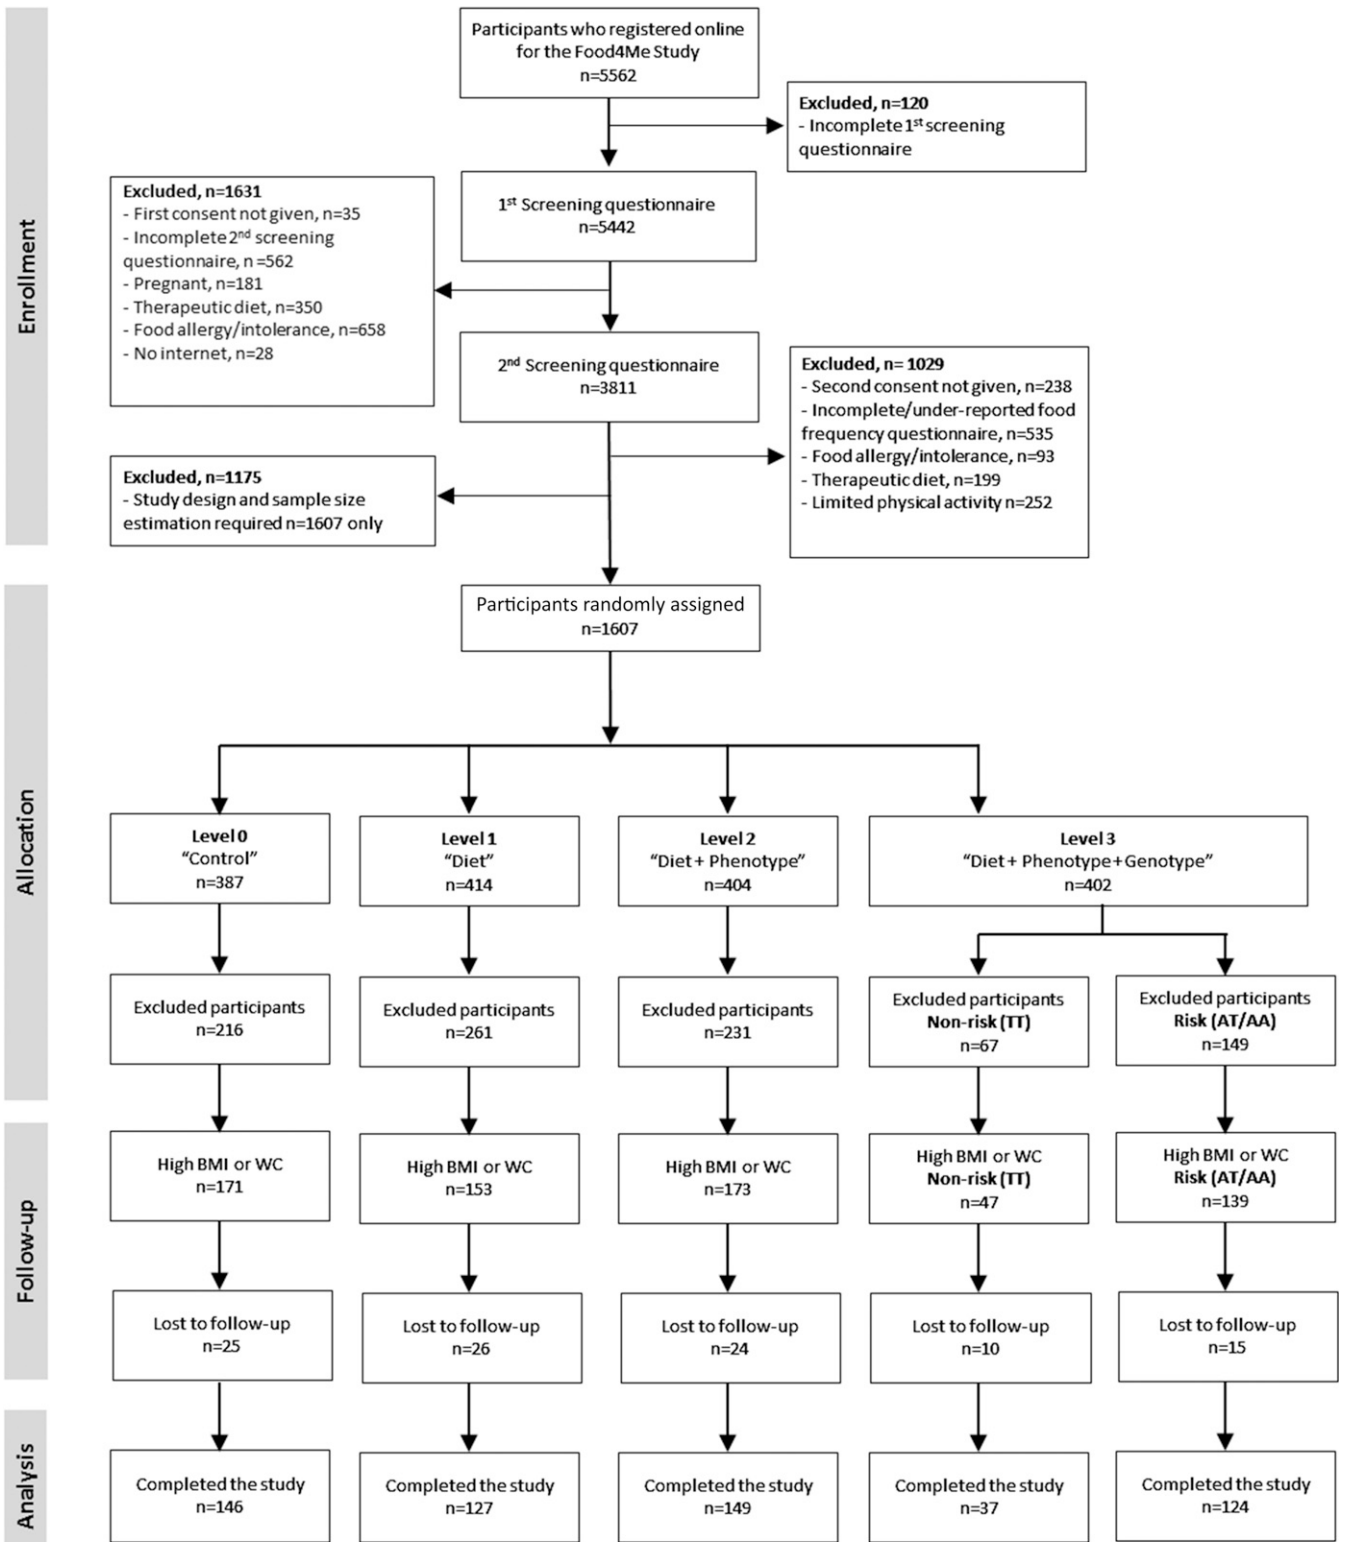 Participants who registered online
for the Food4Me Study
n=5562
Excluded, n=120
- Incomplete 1st screening
questionnaire
Enrollment
Excluded, n=1631
- First consent not given, n=35
- Incomplete 2nd screening
questionnaire, n =562
- Pregnant, n=181
- Therapeutic diet, n=350
- Food allergy/intolerance, n=658
- No internet, n=28
1st Screening questionnaire
n=5442
2nd Screening questionnaire
n=3811
Excluded, n= 1029
- Second consent not given, n=238
- Incomplete/under-reported food
frequency questionnaire, n=535
- Food allergy/intolerance, n=93
- Therapeutic diet, n=199
- Limited physical activity n=252
Excluded, n=1175
- Study design and sample size
estimation required n=1607 only
Participants randomly assigned
n=1607
Allocation
Level 0
“Control”
n=387
Level 1
“Diet”
n=414
Level 2
“Diet + Phenotype”
n=404
Level 3
“Diet + Phenotype+Genotype”
n=402
Excluded participants
n=216
Excluded participants
n=261
Excluded participants
n=231
Excluded participants
Non-risk (TT)
n=67
Excluded participants
Risk (AT/AA)
n=149
Follow-up
High BMI or WC
n=171
High BMI or WC
n=153
High BMI or WC
n=173
High BMI or WC
Non-risk (TT)
n=47
High BMI or WC
Risk (AT/AA)
n=139
Lost to follow-up
n=25
Lost to follow-up
n=26
Lost to follow-up
n=24
Lost to follow-up
n=10
Lost to follow-up
n=15
Analysis
Completed the study
n=146
Completed the study
n=127
Completed the study
n=149
Completed the study
n=37
Completed the study
n=124